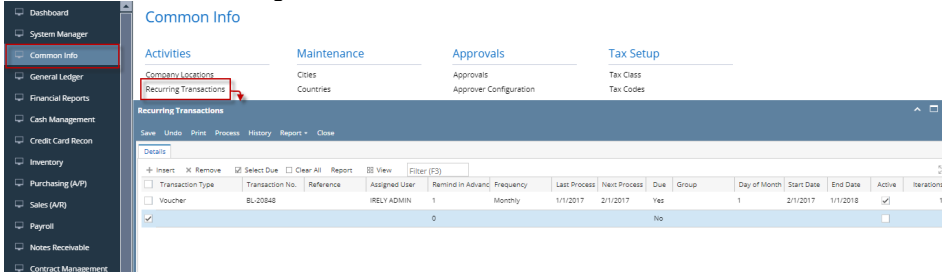 Dashboard
System Manager
Common Info
General Ledger
Financial Reports
Cash Management
Credit Card Recon
Inventory
Purchasing (A/P)
Sales (A/R)
Payroll
Notes Receivable
Contract Management
Common Info
Activities Maintenance Approvals Tax Setup
Company Locations Cities Approvals Tax Class
Recurring Transactions Countries Approver Configuration Tax Codes
Recurring Transactions
Save Undo Print Process History Report Close
Details
+ Insert × Remove Select Due Clear All Report View Filter (F3)
Transaction Type Transaction No. Reference Assigned User Remind in Advanc Frequency Last Process Next Process Due Group Day of Month Start Date End Date Active Iterations
Voucher BL-20848 IRELY ADMIN 1 Monthly 1/1/2017 2/1/2017 Yes 1 2/1/2017 1/1/2018 1
0 No